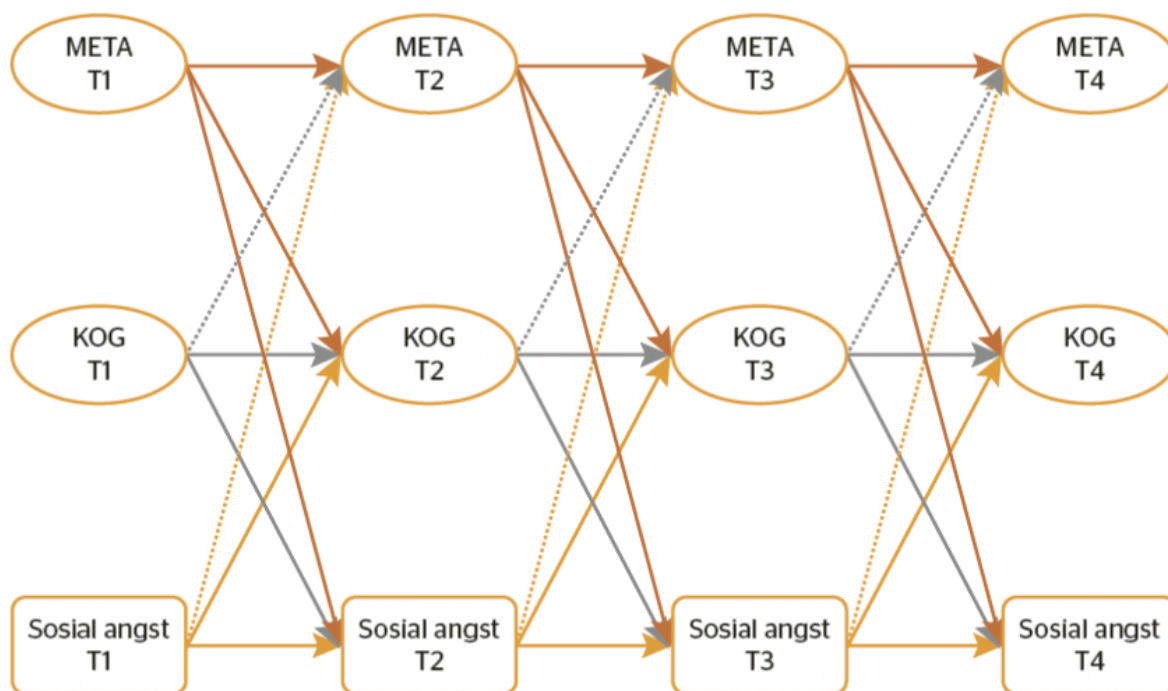 META
T1
META
T2
META
T3
META
T4
KOG
T1
KOG
T2
KOG
T3
KOG
T4
Sosial angst
T1
Sosial angst
T2
Sosial angst
T3
Sosial angst
T4